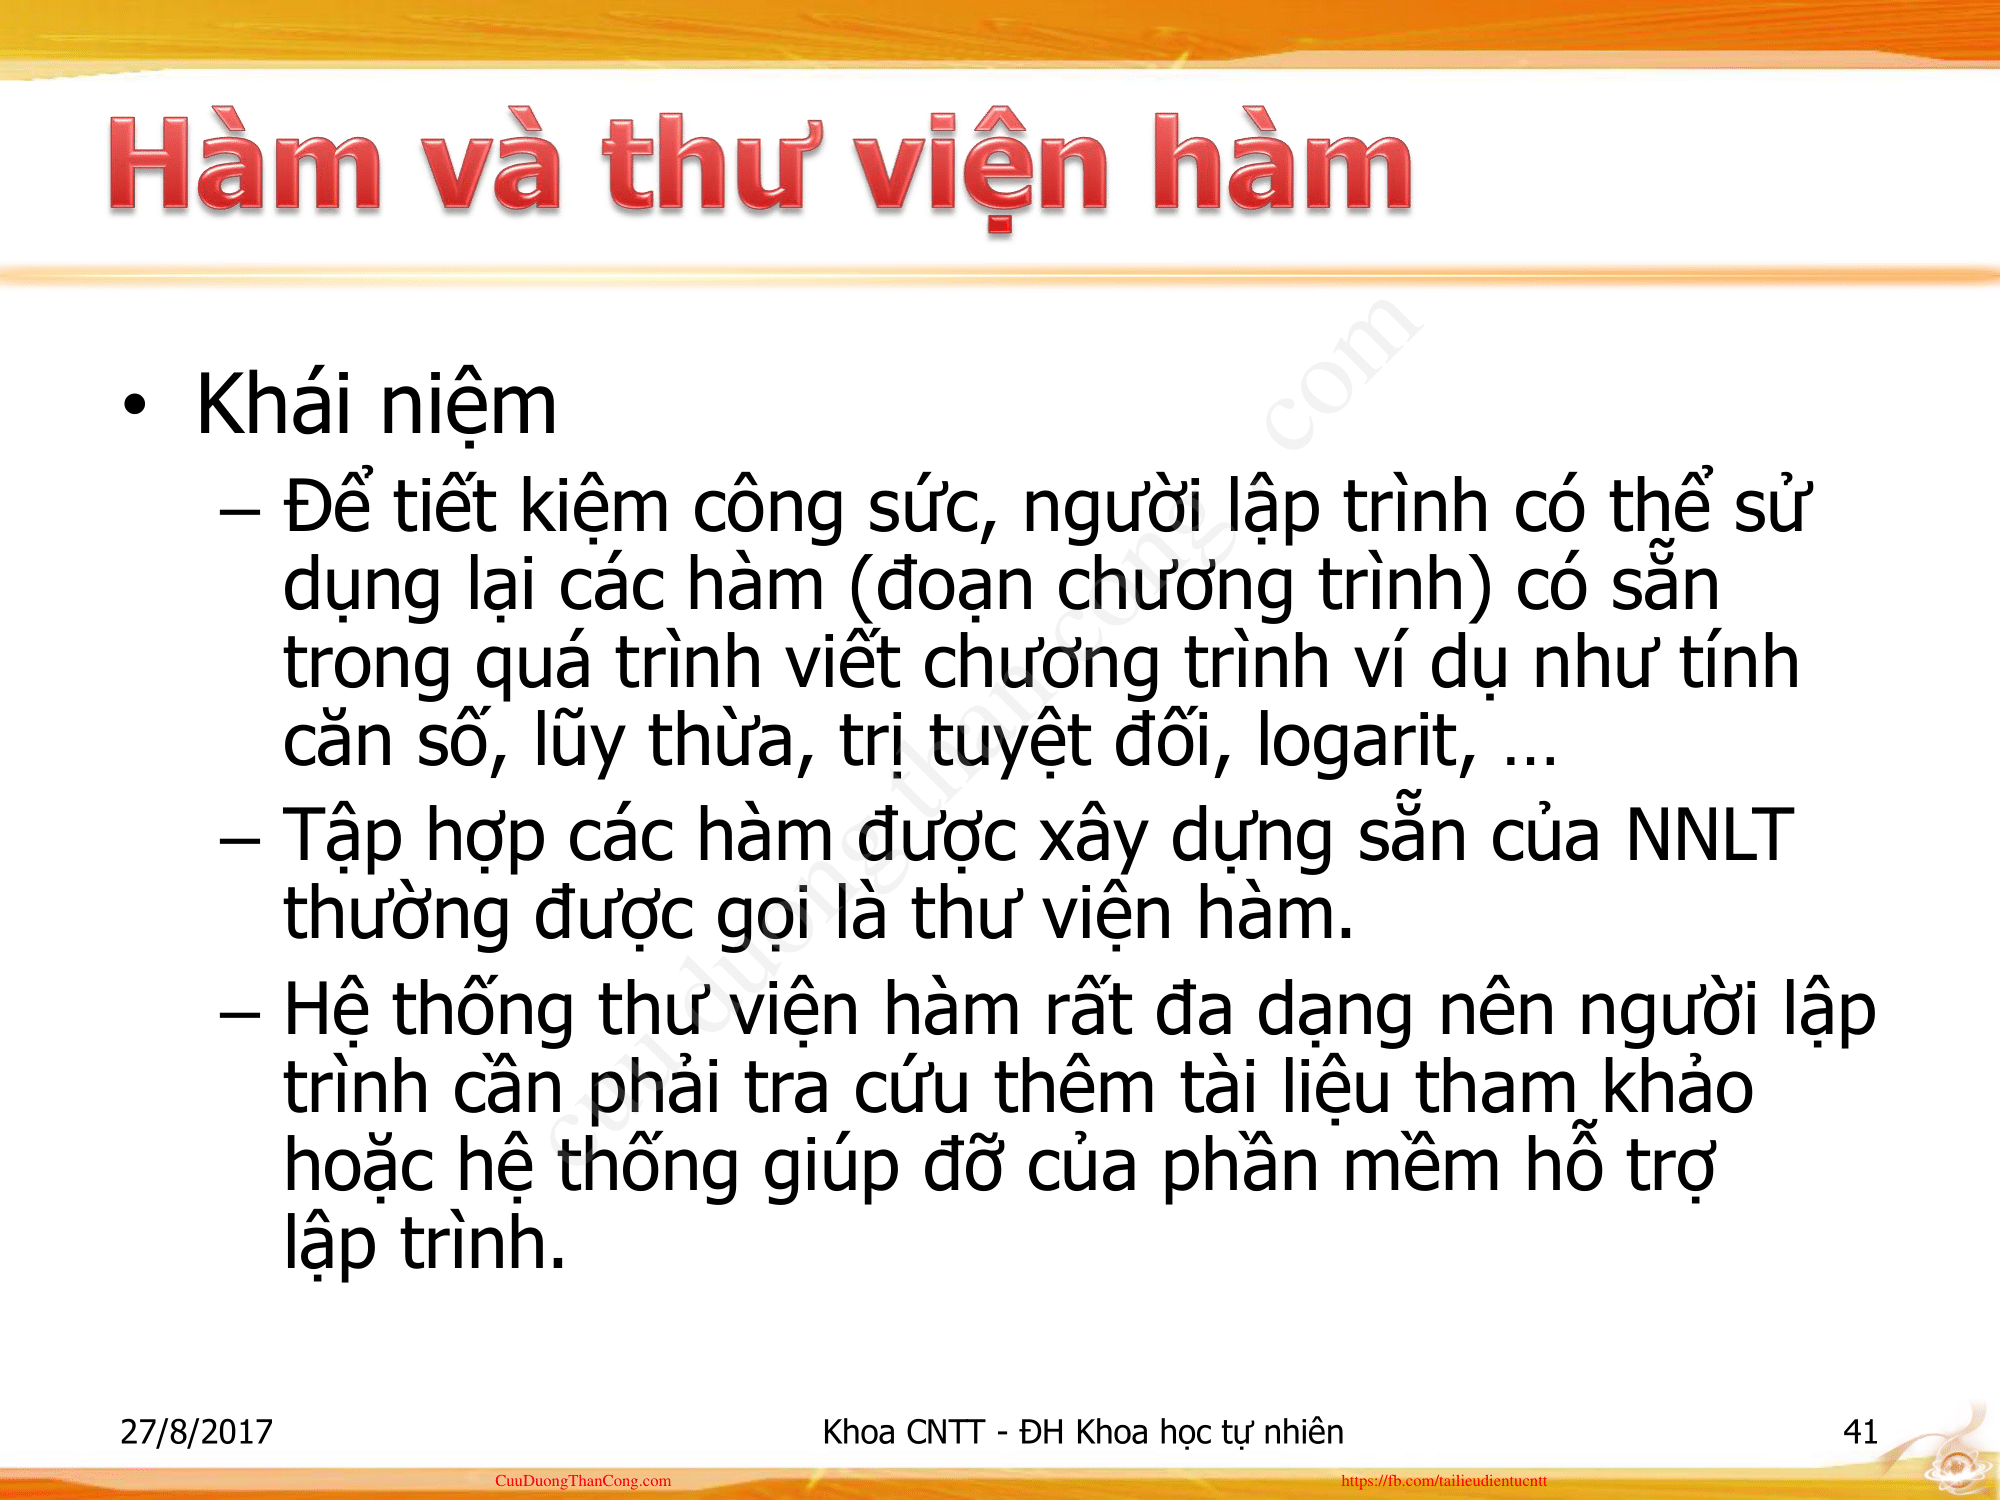 Hàm và thư viện hàm
• Khái niệm
– Để tiết kiệm công sức, người lập trình có thể sử
dụng lại các hàm (đoạn chương trình) có sẵn
trong quá trình viết chương trình ví dụ như tính
căn số, lũy thừa, trị tuyệt đối, logarit, ...
– Tập hợp các hàm được xây dựng sẵn của NNLT
thường được gọi là thư viện hàm.
– Hệ thống thư viện hàm rất đa dạng nên người lập
trình cần phải tra cứu thêm tài liệu tham khảo
hoặc hệ thống giúp đỡ của phần mềm hỗ trợ
lập trình.
cuu duong than cong . com
27/8/2017
Khoa CNTT - ĐH Khoa học tự nhiên
41
CuuDuongThanCong.com
https://fb.com/tailieudientucntt